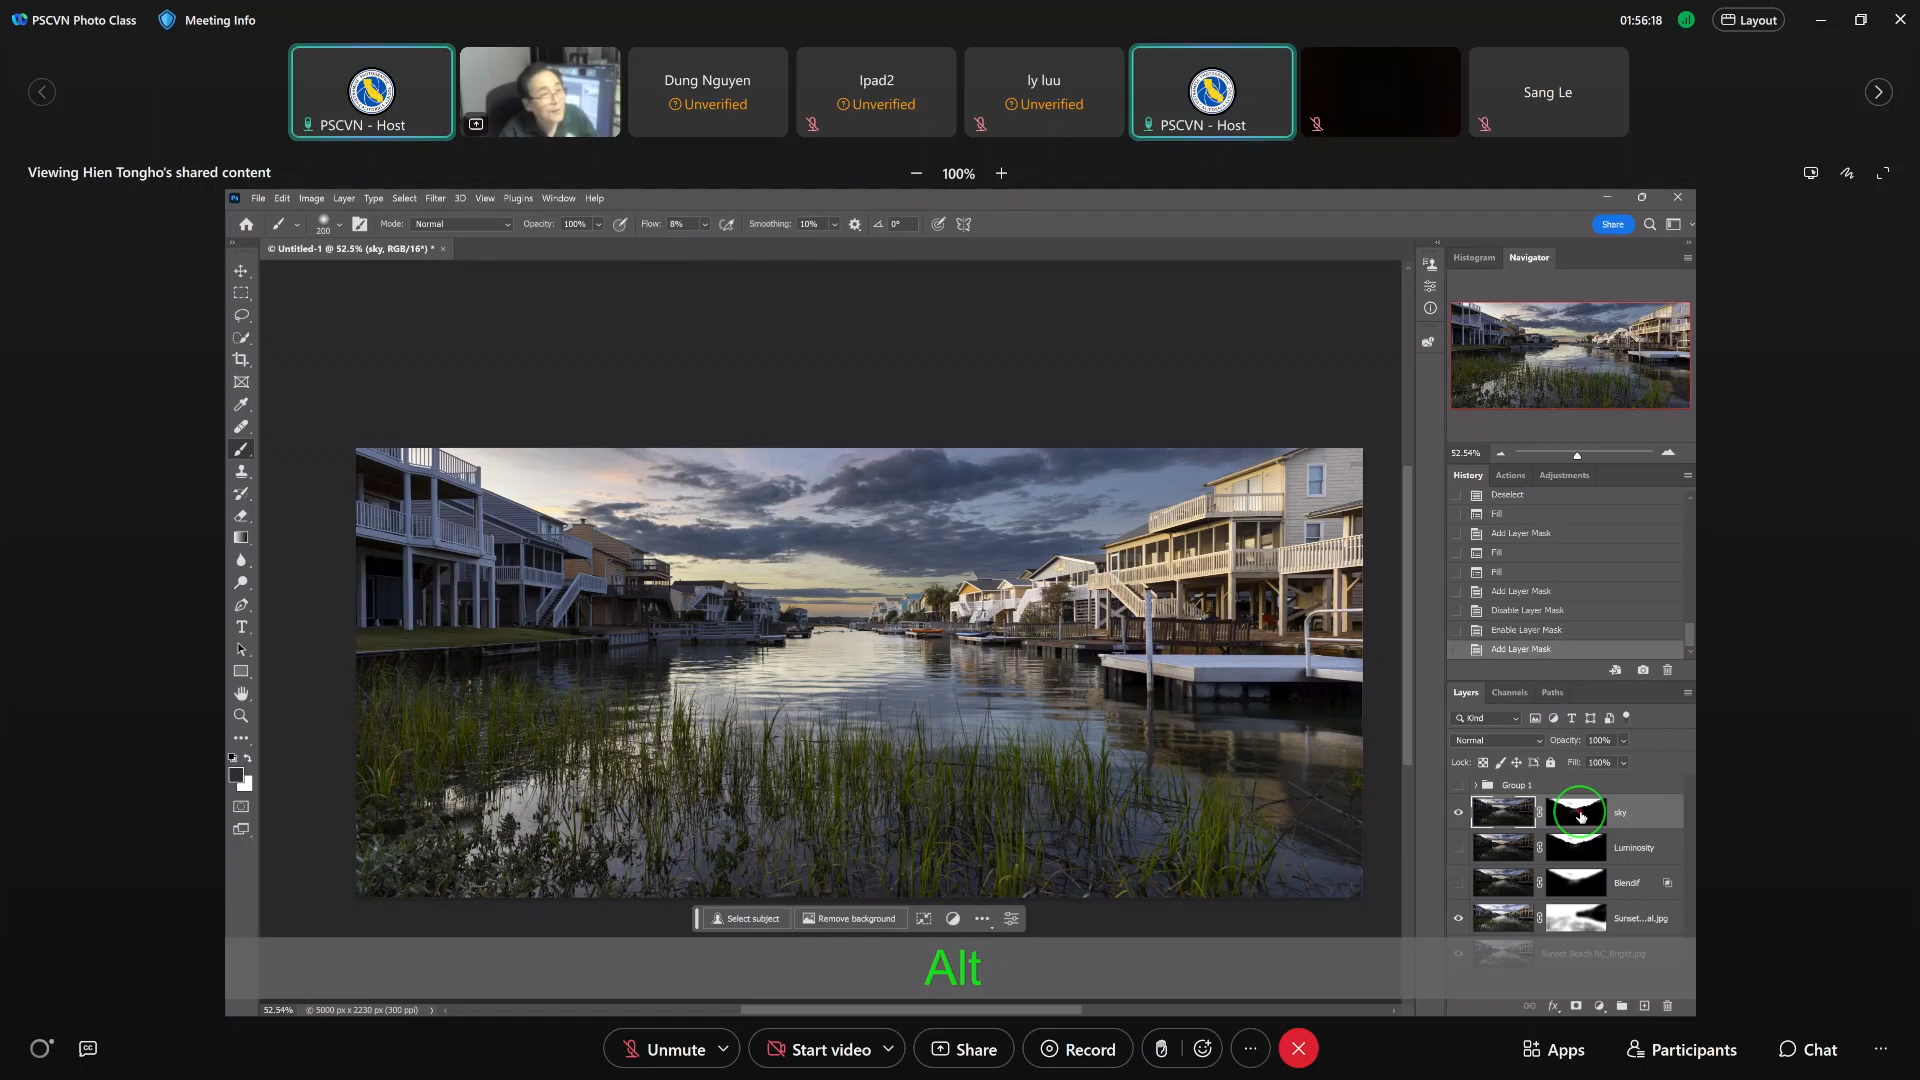 PSCVN Photo Class
Meeting Info
01:56:18
Layout
PSCVN - Host
Dung Nguyen
Unverified
Ipad2
Unverified
ly luu
Unverified
PSCVN - Host
Sang Le
Viewing Hien Tongho's shared content
100%
File Edit Image Layer Type Select Filter 3D View Plugins Window Help
200
Mode: Normal
Opacity: 100%
Flow: 8%
Smoothing: 10%
0°
Share
© Untitled-1 @ 52.5% (sky, RGB/16*) *
Histogram
Navigator
52.54%
History
Actions
Adjustments
Deselect
Fill
Add Layer Mask
Fill
Fill
Add Layer Mask
Disable Layer Mask
Enable Layer Mask
Add Layer Mask
Layers
Channels
Paths
Kind
Normal
Opacity: 100%
Lock:
Fill: 100%
Group 1
sky
Luminosity
Blendif
Sunset...al.jpg
Sunset Beach NC_Bright.jpg
Select subject
Remove background
Alt
52.54%
© 5000 px x 2230 px (300 ppi)
CC
Unmute
Start video
Share
Record
Apps
Participants
Chat